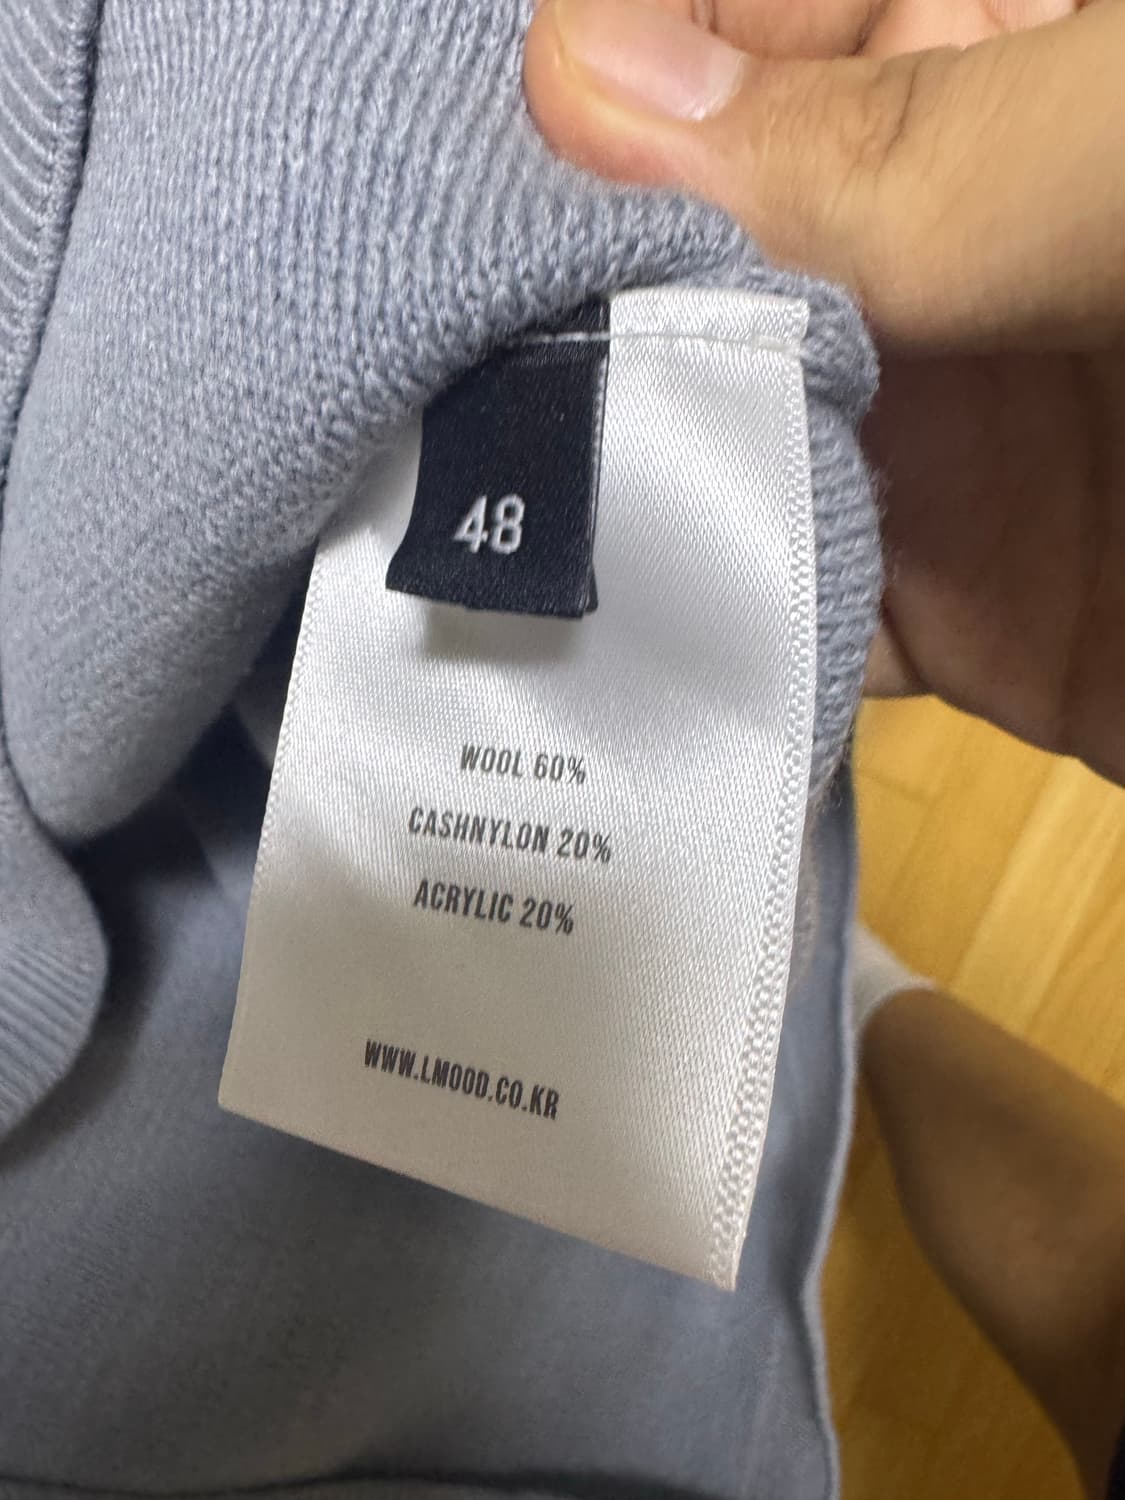 48
WOOL 60%
CASHNYLON 20%
ACRYLIC 20%
WWW.LMOOD.CO.KR